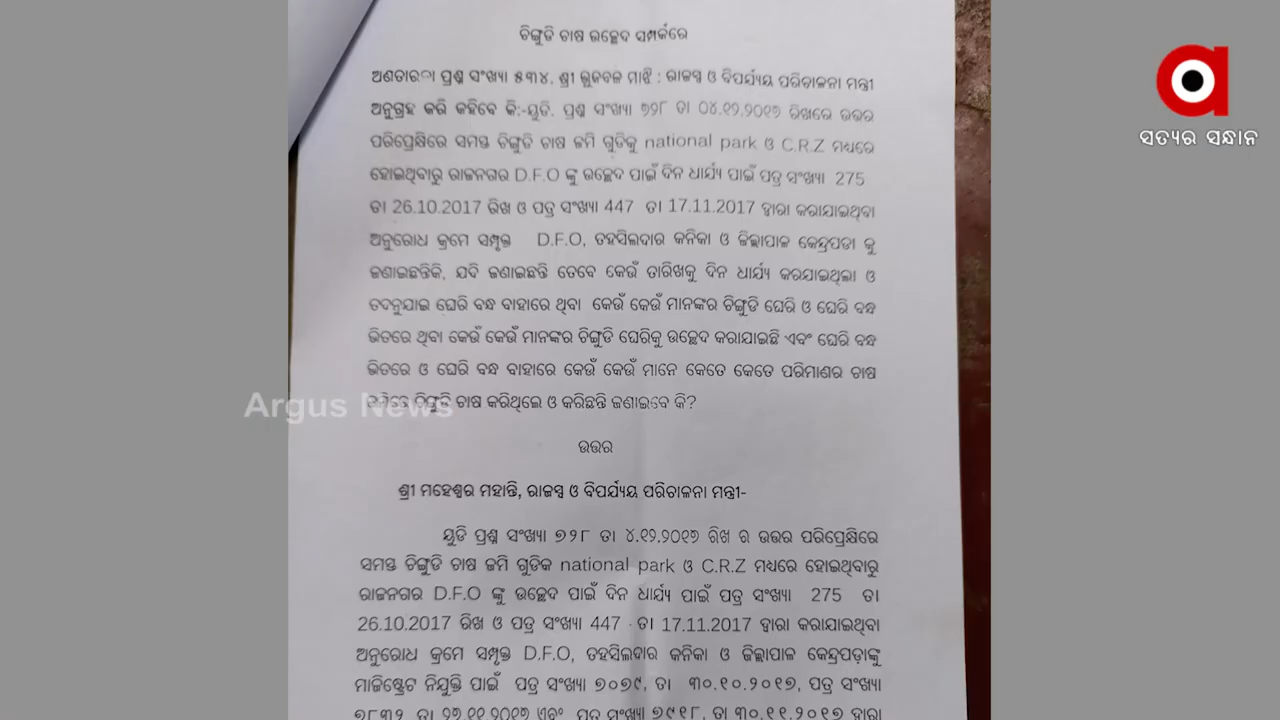 ଚିଙ୍ଗୁଡି ଚାଷ ଉଚ୍ଛେଦ ସମ୍ପର୍କରେ
ଅଣତାରକା ପ୍ରଶ୍ନ ସଂଖ୍ୟା ୫୩୪. ଶ୍ରୀ ଭୁଜବଳ ମାଝି : ରାଜସ୍ୱ ଓ ବିପର୍ଯ୍ୟୟ ପରିଚାଳନା ମନ୍ତ୍ରୀ
ଅନୁଗ୍ରହ କରି କହିବେ କି:-ୟୁଡି. ପ୍ରଶ୍ନ ସଂଖ୍ୟା ୭୨୮ ତା ୦୪.୧୨.୨୦୧୭ ରିଖରେ ଉତ୍ତର
ପରିପ୍ରେକ୍ଷିରେ ସମସ୍ତ ଚିଙ୍ଗୁଡି ଚାଷ ଜମି ଗୁଡିକୁ national park ଓ C.R.Z ମଧ୍ୟରେ
ହୋଇଥିବାରୁ ରାଜନଗର D.F.O ଙ୍କୁ ଉଚ୍ଛେଦ ପାଇଁ ଦିନ ଧାର୍ଯ୍ୟ ପାଇଁ ପତ୍ର ସଂଖ୍ୟା 275
ତା 26.10.2017 ରିଖ ଓ ପତ୍ର ସଂଖ୍ୟା 447 ତା 17.11.2017 ଦ୍ୱାରା କରାଯାଇଥିବା
ଅନୁରୋଧ କ୍ରମେ ସମ୍ପୃକ୍ତ D.F.O, ତହସିଲଦାର କନିକା ଓ ଜିଲ୍ଲାପାଳ କେନ୍ଦ୍ରପଡା କୁ
ଜଣାଇଛନ୍ତିକି, ଯଦି ଜଣାଇଛନ୍ତି ତେବେ କେଉଁ ତାରିଖକୁ ଦିନ ଧାର୍ଯ୍ୟ କରଯାଇଥିଲା ଓ
ତଦନୁଯାଇ ଘେରି ବନ୍ଧ ବାହାରେ ଥିବା କେଉଁ କେଉଁ ମାନଙ୍କର ଚିଙ୍ଗୁଡି ଘେରି ଓ ଘେରି ବନ୍ଧ
ଭିତରେ ଥିବା କେଉଁ କେଉଁ ମାନଙ୍କର ଚିଙ୍ଗୁଡି ଘେରିକୁ ଉଚ୍ଛେଦ କରାଯାଇଛି ଏବଂ ଘେରି ବନ୍ଧ
ଭିତରେ ଓ ଘେରି ବନ୍ଧ ବାହାରେ କେଉଁ କେଉଁ ମାନେ କେତେ କେତେ ପରିମାଣର ଚାଷ
ଚିଙ୍ଗୁଡି ଚାଷ କରିଥିଲେ ଓ କରିଛନ୍ତି ଜଣାଇବେ କି?
ଉତ୍ତର
ଶ୍ରୀ ମହେଶ୍ୱର ମହାନ୍ତି, ରାଜସ୍ୱ ଓ ବିପର୍ଯ୍ୟୟ ପରିଚାଳନା ମନ୍ତ୍ରୀ-
ୟୁଡି ପ୍ରଶ୍ନ ସଂଖ୍ୟା ୭୨୮ ତା ୪.୧୨.୨୦୧୭ ରିଖ ର ଉତ୍ତର ପରିପ୍ରେକ୍ଷିରେ
ସମସ୍ତ ଚିଙ୍ଗୁଡି ଚାଷ ଜମି ଗୁଡିକ national park ଓ C.R.Z ମଧ୍ୟରେ ହୋଇଥିବାରୁ
ରାଜନଗର D.F.O ଙ୍କୁ ଉଚ୍ଛେଦ ପାଇଁ ଦିନ ଧାର୍ଯ୍ୟ ପାଇଁ ପତ୍ର ସଂଖ୍ୟା 275 ତା
26.10.2017 ରିଖ ଓ ପତ୍ର ସଂଖ୍ୟା 447 ତା 17.11.2017 ଦ୍ୱାରା କରାଯାଇଥିବା
ଅନୁରୋଧ କ୍ରମେ ସମ୍ପୃକ୍ତ D.F.O, ତହସିଲଦାର କନିକା ଓ ଜିଲ୍ଲାପାଳ କେନ୍ଦ୍ରପଡ଼ାଙ୍କୁ
ମାଜିଷ୍ଟ୍ରେଟ ନିଯୁକ୍ତି ପାଇଁ ପତ୍ର ସଂଖ୍ୟା ୭୦୭୯, ତା ୩୦.୧୦.୨୦୧୭, ପତ୍ର ସଂଖ୍ୟା
ଏବଂ ପତ୍ର ସଂଖ୍ୟା ୭୯୧୮, ତା ୩୦.୧୧.୨୦୧୭ ଦ୍ୱାରା
Argus News
ସତ୍ୟର ସନ୍ଧାନ